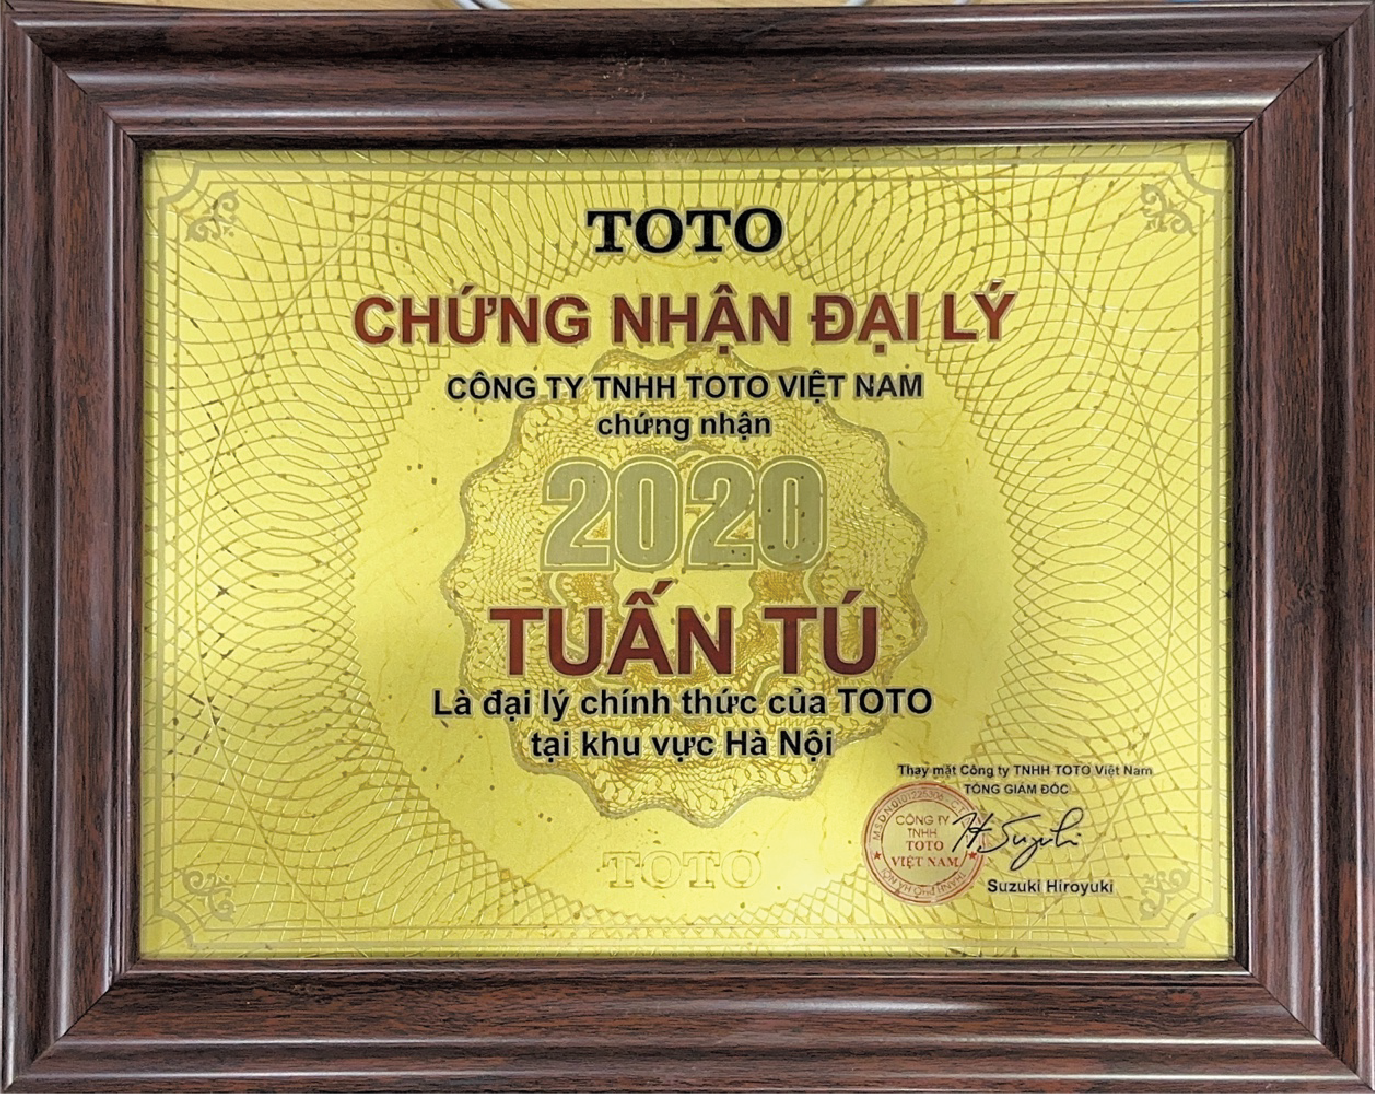 TOTO
CHỨNG NHẬN ĐẠI LÝ
CÔNG TY TNHH TOTO VIỆT NAM
chứng nhận
2020
TUẤN TÚ
Là đại lý chính thức của TOTO
tại khu vực Hà Nội
Thay mặt Công ty TNHH TOTO Việt Nam
TỔNG GIÁM ĐỐC
CÔNG TY
TNHH
TOTO
VIỆT NAM
H. Suzuki
Suzuki Hiroyuki
TOTO